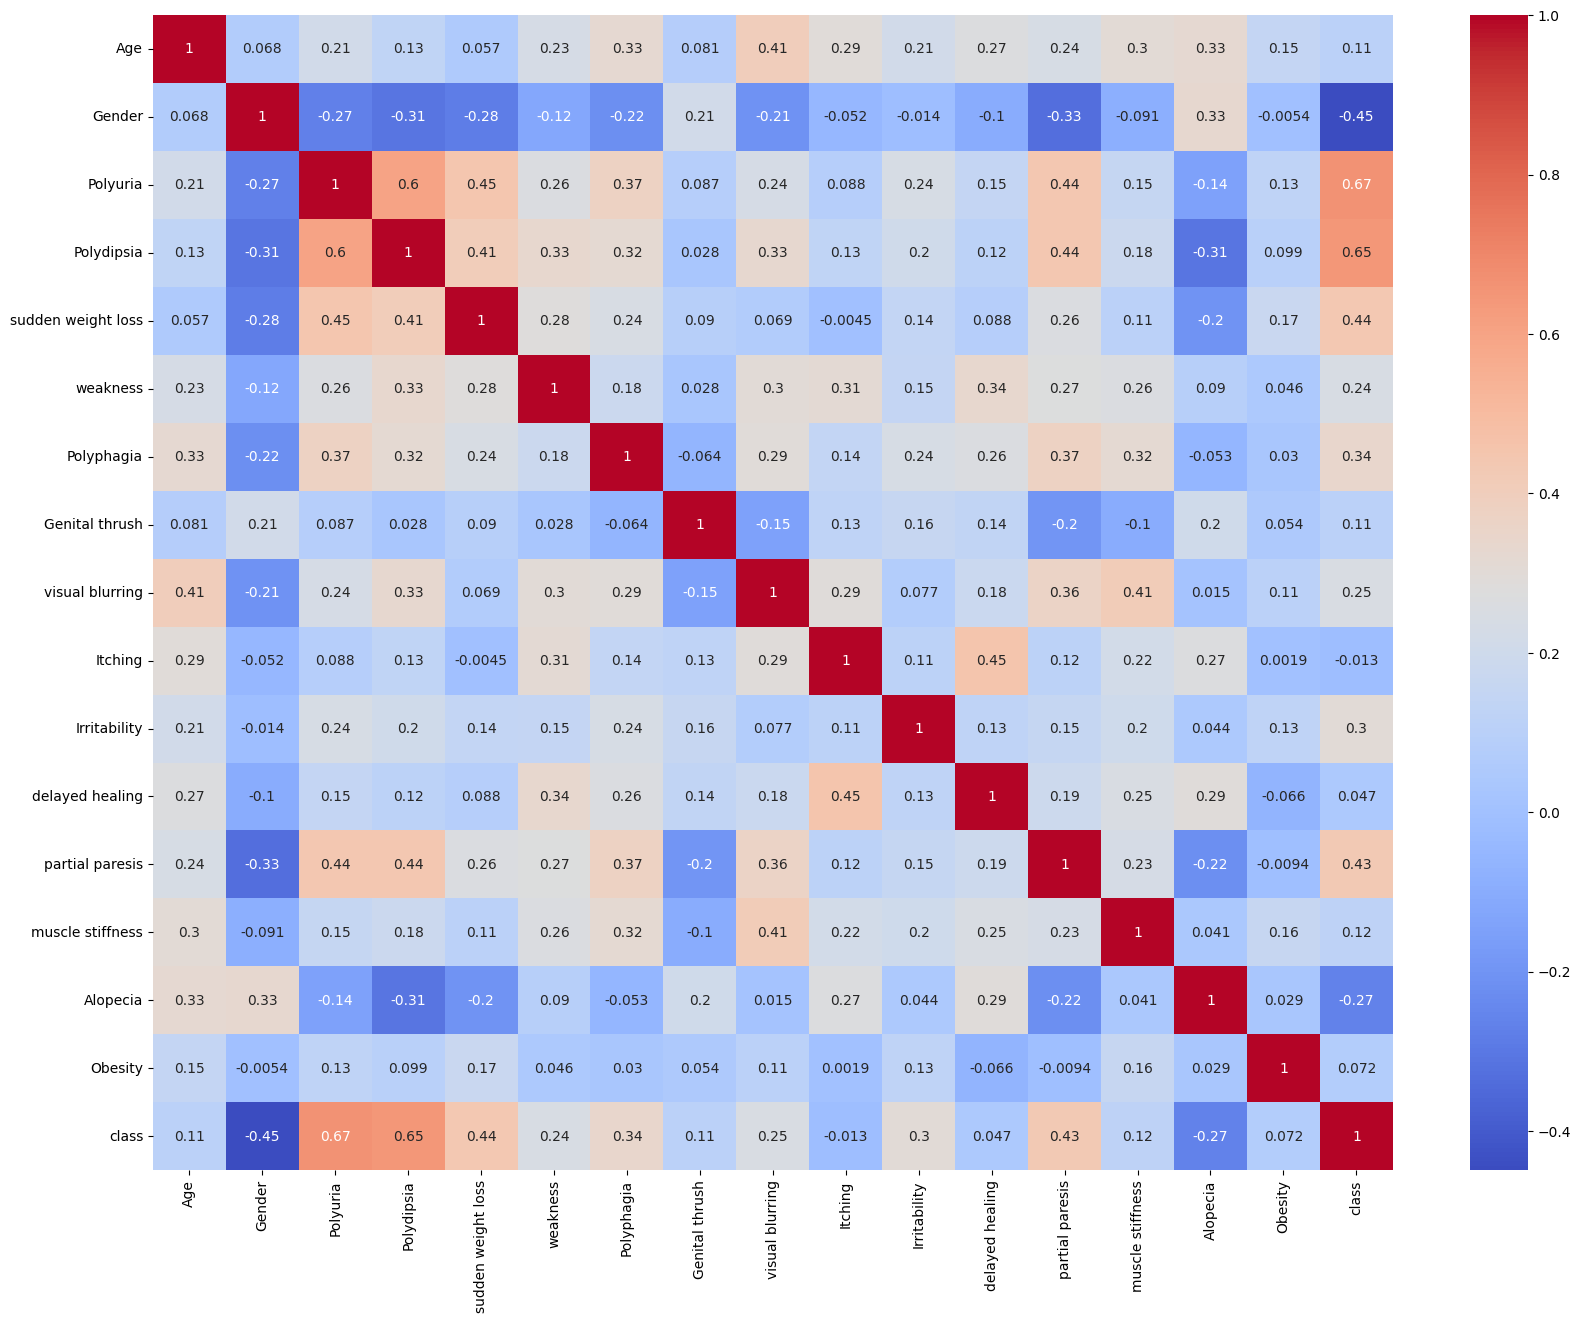 Age 1 0.068 0.21 0.13 0.057 0.23 0.33 0.081 0.41 0.29 0.21 0.27 0.24 0.3 0.33 0.15 0.11
Gender 0.068 1 -0.27 -0.31 -0.28 -0.12 -0.22 0.21 -0.21 -0.052 -0.014 -0.1 -0.33 -0.091 0.33 -0.0054 -0.45
Polyuria 0.21 -0.27 1 0.6 0.45 0.26 0.37 0.087 0.24 0.088 0.24 0.15 0.44 0.15 -0.14 0.13 0.67
Polydipsia 0.13 -0.31 0.6 1 0.41 0.33 0.32 0.028 0.33 0.13 0.2 0.12 0.44 0.18 -0.31 0.099 0.65
sudden weight loss 0.057 -0.28 0.45 0.41 1 0.28 0.24 0.09 0.069 -0.0045 0.14 0.088 0.26 0.11 -0.2 0.17 0.44
weakness 0.23 -0.12 0.26 0.33 0.28 1 0.18 0.028 0.3 0.31 0.15 0.34 0.27 0.26 0.09 0.046 0.24
Polyphagia 0.33 -0.22 0.37 0.32 0.24 0.18 1 -0.064 0.29 0.14 0.24 0.26 0.37 0.32 -0.053 0.03 0.34
Genital thrush 0.081 0.21 0.087 0.028 0.09 0.028 -0.064 1 -0.15 0.13 0.16 0.14 -0.2 -0.1 0.2 0.054 0.11
visual blurring 0.41 -0.21 0.24 0.33 0.069 0.3 0.29 -0.15 1 0.29 0.077 0.18 0.36 0.41 0.015 0.11 0.25
Itching 0.29 -0.052 0.088 0.13 -0.0045 0.31 0.14 0.13 0.29 1 0.11 0.45 0.12 0.22 0.27 0.0019 -0.013
Irritability 0.21 -0.014 0.24 0.2 0.14 0.15 0.24 0.16 0.077 0.11 1 0.13 0.15 0.2 0.044 0.13 0.3
delayed healing 0.27 -0.1 0.15 0.12 0.088 0.34 0.26 0.14 0.18 0.45 0.13 1 0.19 0.25 0.29 -0.066 0.047
partial paresis 0.24 -0.33 0.44 0.44 0.26 0.27 0.37 -0.2 0.36 0.12 0.15 0.19 1 0.23 -0.22 -0.0094 0.43
muscle stiffness 0.3 -0.091 0.15 0.18 0.11 0.26 0.32 -0.1 0.41 0.22 0.2 0.25 0.23 1 0.041 0.16 0.12
Alopecia 0.33 0.33 -0.14 -0.31 -0.2 0.09 -0.053 0.2 0.015 0.27 0.044 0.29 -0.22 0.041 1 0.029 -0.27
Obesity 0.15 -0.0054 0.13 0.099 0.17 0.046 0.03 0.054 0.11 0.0019 0.13 -0.066 -0.0094 0.16 0.029 1 0.072
class 0.11 -0.45 0.67 0.65 0.44 0.24 0.34 0.11 0.25 -0.013 0.3 0.047 0.43 0.12 -0.27 0.072 1
Age
Gender
Polyuria
Polydipsia
sudden weight loss
weakness
Polyphagia
Genital thrush
visual blurring
Itching
Irritability
delayed healing
partial paresis
muscle stiffness
Alopecia
Obesity
class
1.0
0.8
0.6
0.4
0.2
0.0
−0.2
−0.4